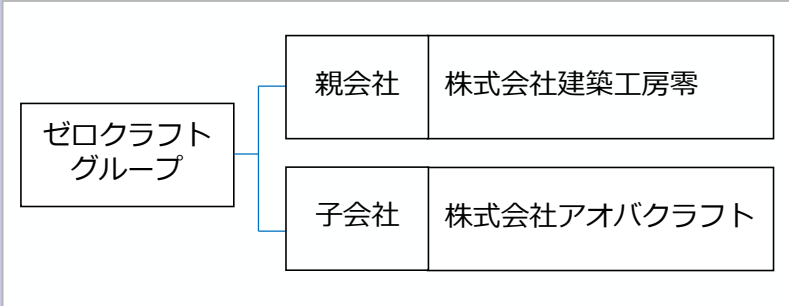 ゼロクラフト
グループ
親会社
株式会社建築工房零
子会社
株式会社アオバクラフト